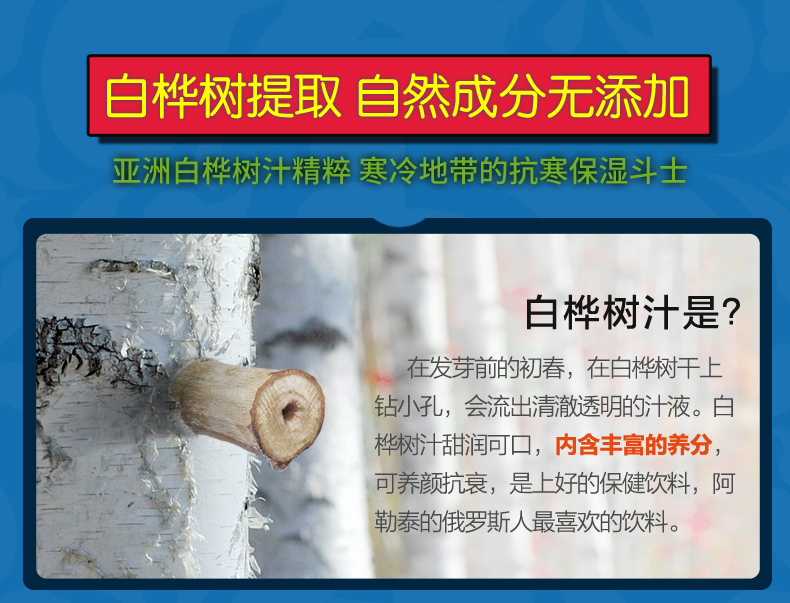 白桦树提取 自然成分无添加
亚洲白桦树汁精粹 寒冷地带的抗寒保湿斗士
白桦树汁是?
在发芽前的初春，在白桦树干上
钻小孔，会流出清澈透明的汁液。白
桦树汁甜润可口，内含丰富的养分，
可养颜抗衰，是上好的保健饮料，阿
勒泰的俄罗斯人最喜欢的饮料。